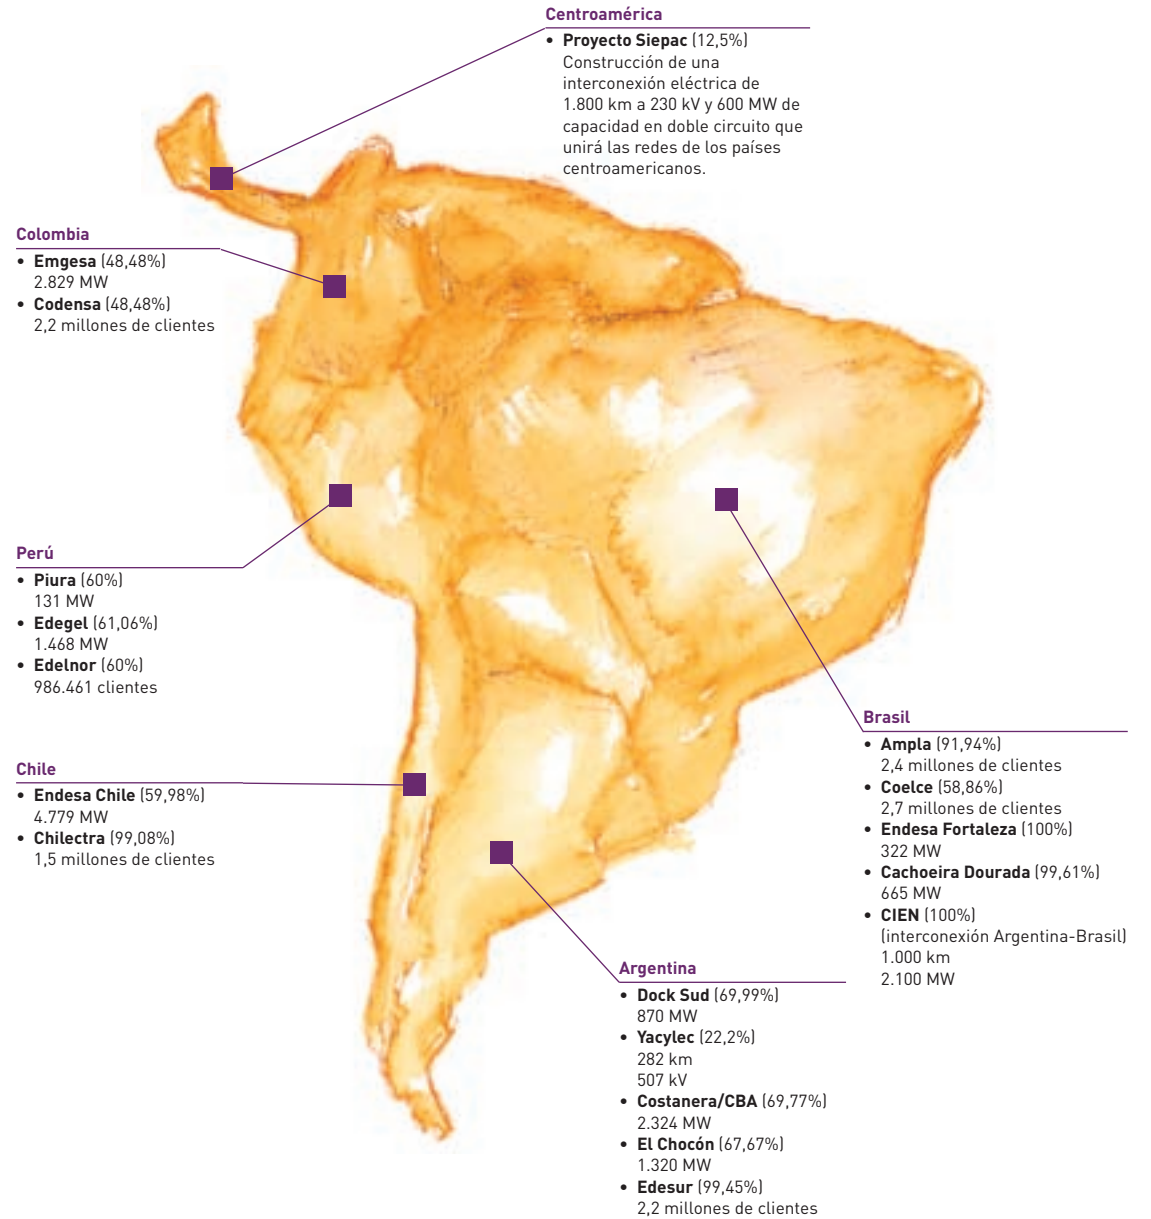 Centroamérica
• Proyecto Siepac (12,5%)
Construcción de una
interconexión eléctrica de
1.800 km a 230 kV y 600 MW de
capacidad en doble circuito que
unirá las redes de los países
centroamericanos.
Colombia
• Emgesa (48,48%)
2.829 MW
• Codensa (48,48%)
2,2 millones de clientes
Perú
• Piura (60%)
131 MW
• Edegel (61,06%)
1.468 MW
• Edelnor (60%)
986.461 clientes
Chile
• Endesa Chile (59,98%)
4.779 MW
• Chilectra (99,08%)
1,5 millones de clientes
Brasil
• Ampla (91,94%)
2,4 millones de clientes
• Coelce (58,86%)
2,7 millones de clientes
• Endesa Fortaleza (100%)
322 MW
• Cachoeira Dourada (99,61%)
665 MW
• CIEN (100%)
(interconexión Argentina-Brasil)
1.000 km
2.100 MW
Argentina
• Dock Sud (69,99%)
870 MW
• Yacylec (22,2%)
282 km
507 kV
• Costanera/CBA (69,77%)
2.324 MW
• El Chocón (67,67%)
1.320 MW
• Edesur (99,45%)
2,2 millones de clientes